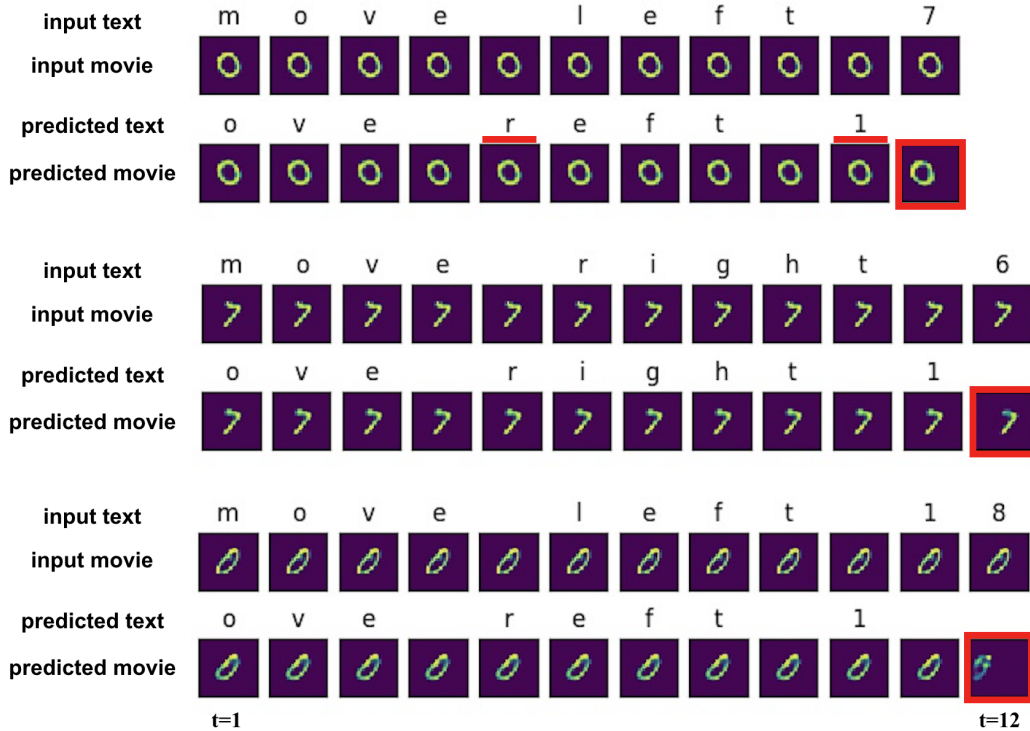 input text m o v e l e f t 7
input movie
predicted text o v e r e f t 1
predicted movie
input text m o v e r i g h t 6
input movie
predicted text o v e r i g h t 1
predicted movie
input text m o v e l e f t 1 8
input movie
predicted text o v e r e f t 1
predicted movie
t=1 t=12